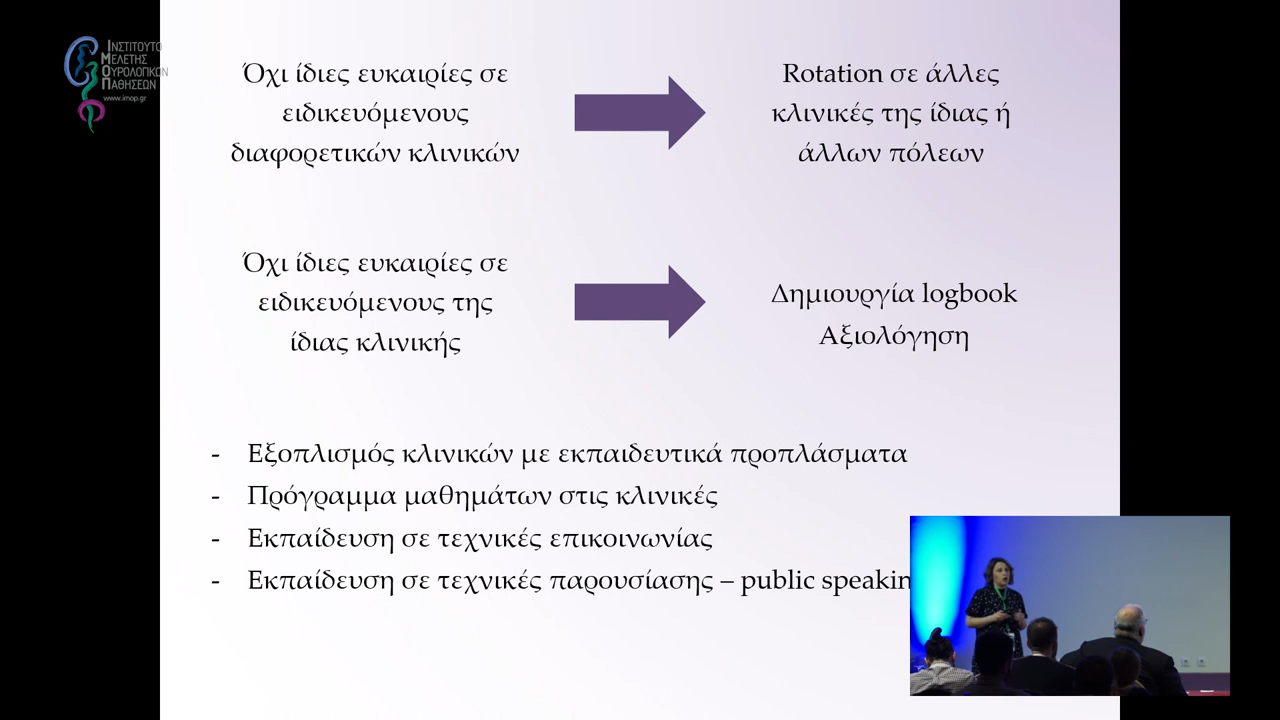 ΙΝΣΤΙΤΟΥΤΟ
ΜΕΛΕΤΗΣ
ΟΥΡΟΛΟΓΙΚΩΝ
ΠΑΘΗΣΕΩΝ
www.imop.gr
Όχι ίδιες ευκαιρίες σε
ειδικευόμενους
διαφορετικών κλινικών
Rotation σε άλλες
κλινικές της ίδιας ή
άλλων πόλεων
Όχι ίδιες ευκαιρίες σε
ειδικευόμενους της
ίδιας κλινικής
Δημιουργία logbook
Αξιολόγηση
- Εξοπλισμός κλινικών με εκπαιδευτικά προπλάσματα
- Πρόγραμμα μαθημάτων στις κλινικές
- Εκπαίδευση σε τεχνικές επικοινωνίας
- Εκπαίδευση σε τεχνικές παρουσίασης – public speakin